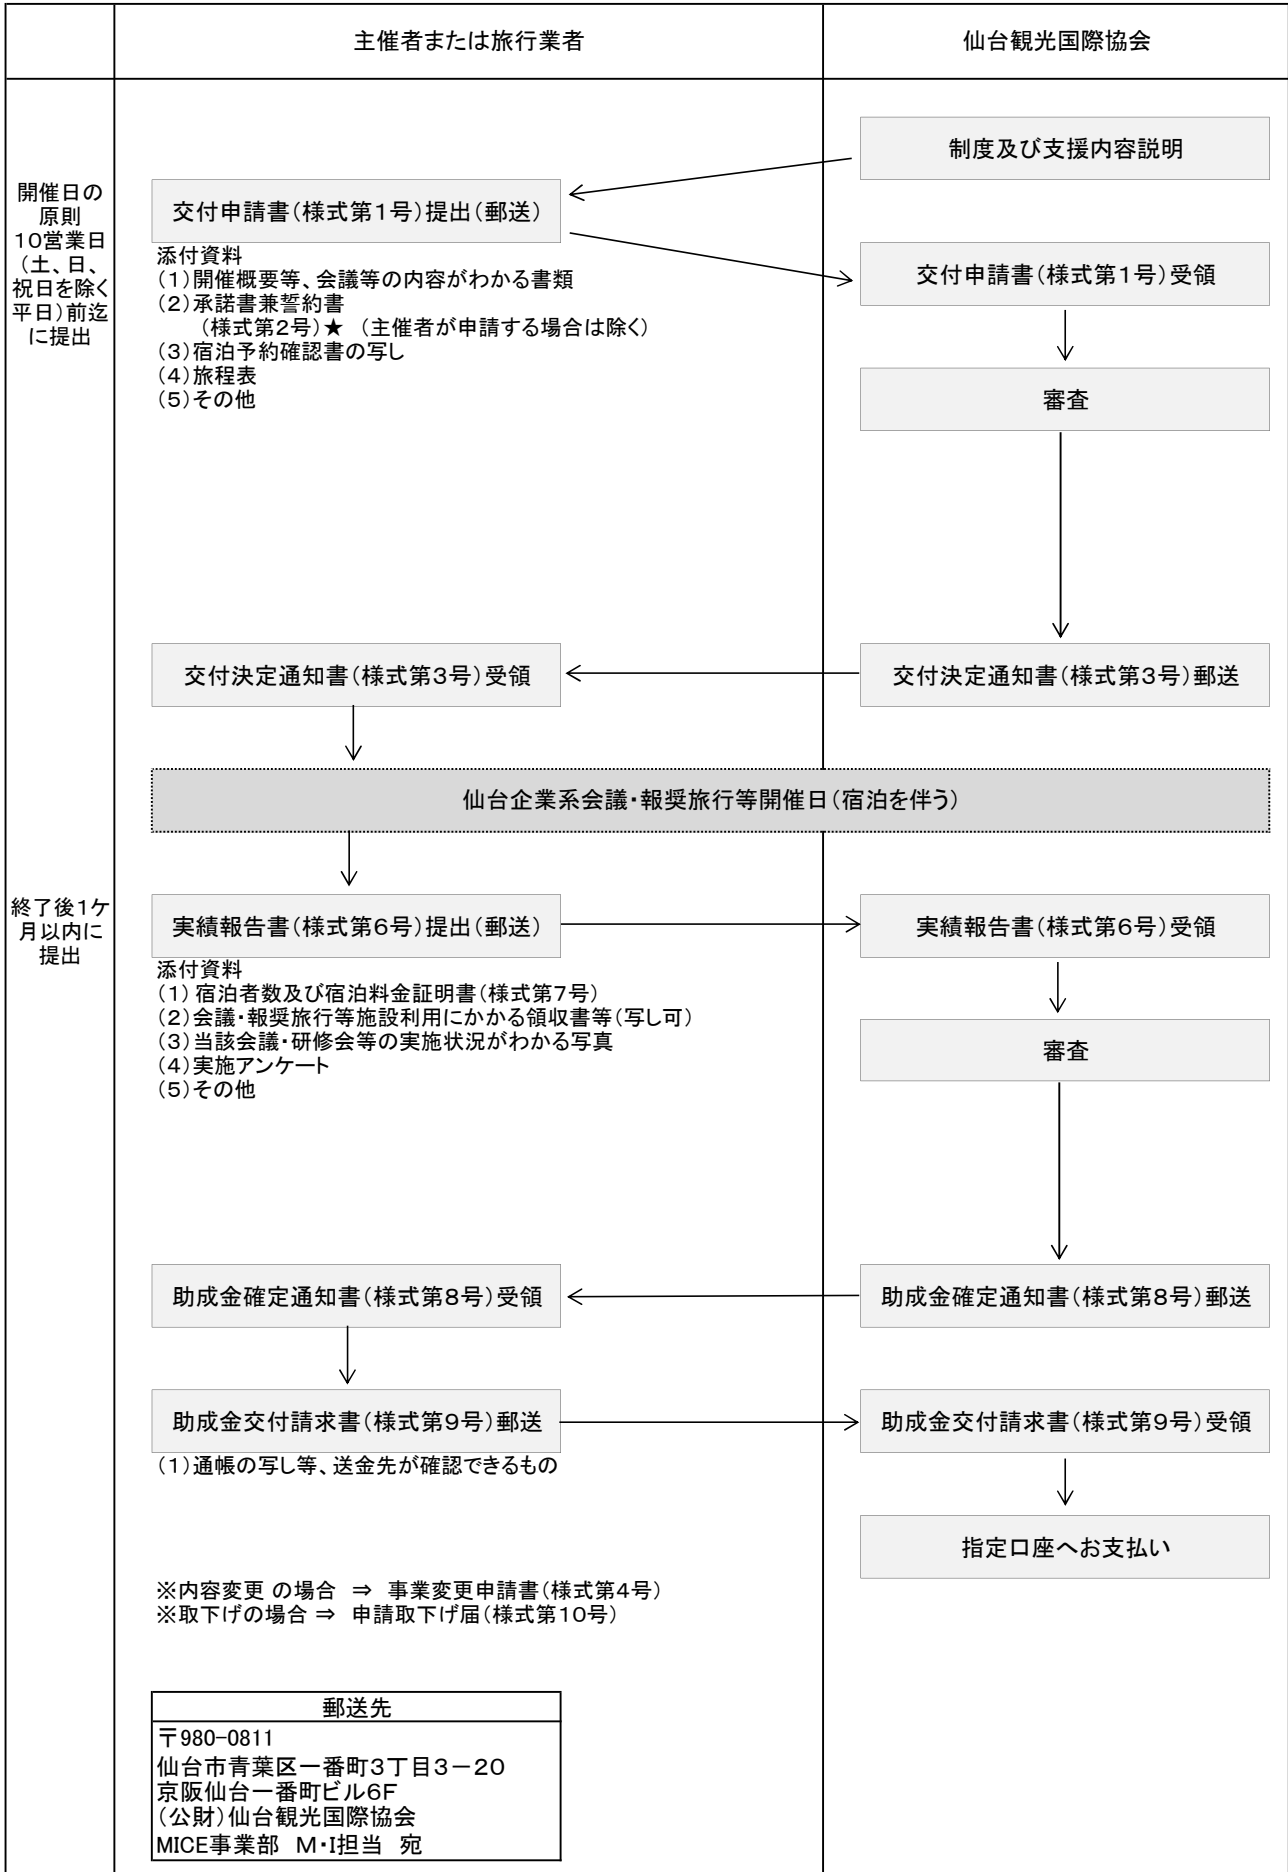 主催者または旅行業者
仙台観光国際協会
制度及び支援内容説明
開催日の
原則
10営業日
(土、日、
祝日を除く
平日)前迄
に提出
交付申請書(様式第1号)提出(郵送)
添付資料
(1)開催概要等、会議等の内容がわかる書類
(2)承諾書兼誓約書
(様式第2号)★ (主催者が申請する場合は除く)
(3)宿泊予約確認書の写し
(4)旅程表
(5)その他
交付申請書(様式第1号)受領
審査
交付決定通知書(様式第3号)受領
交付決定通知書(様式第3号)郵送
仙台企業系会議・報奨旅行等開催日(宿泊を伴う)
終了後1ケ
月以内に
提出
実績報告書(様式第6号)提出(郵送)
実績報告書(様式第6号)受領
添付資料
(1) 宿泊者数及び宿泊料金証明書(様式第7号)
(2)会議・報奨旅行等施設利用にかかる領収書等(写し可)
(3)当該会議・研修会等の実施状況がわかる写真
(4)実施アンケート
(5)その他
審査
助成金確定通知書(様式第8号)受領
助成金確定通知書(様式第8号)郵送
助成金交付請求書(様式第9号)郵送
助成金交付請求書(様式第9号)受領
(1)通帳の写し等、送金先が確認できるもの
指定口座へお支払い
※内容変更 の場合 ⇒ 事業変更申請書(様式第4号)
※取下げの場合 ⇒ 申請取下げ届(様式第10号)
郵送先
〒980-0811
仙台市青葉区一番町3丁目3－20
京阪仙台一番町ビル6F
(公財)仙台観光国際協会
MICE事業部 M・I担当 宛